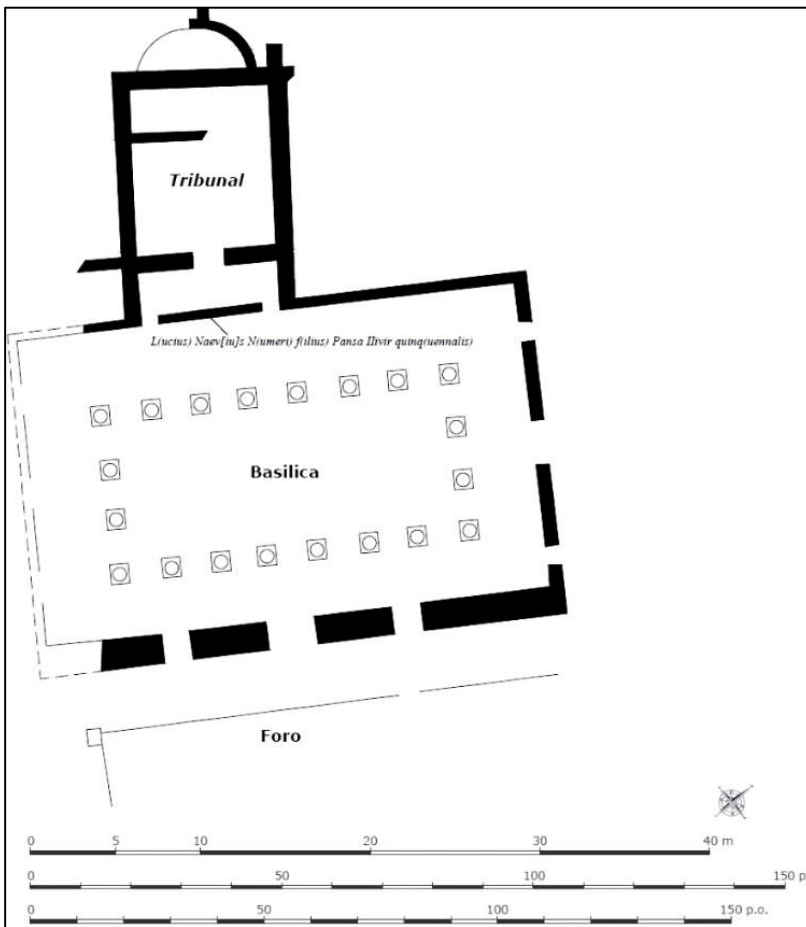 Tribunal
L(ucius) Naev[iu]s N(umeri) f(ilius) Pansa IIvir quinq(uennalis)
Basilica
Foro
0 5 10 20 30 40 m
0 50 100 150 p
0 50 100 150 p.o.